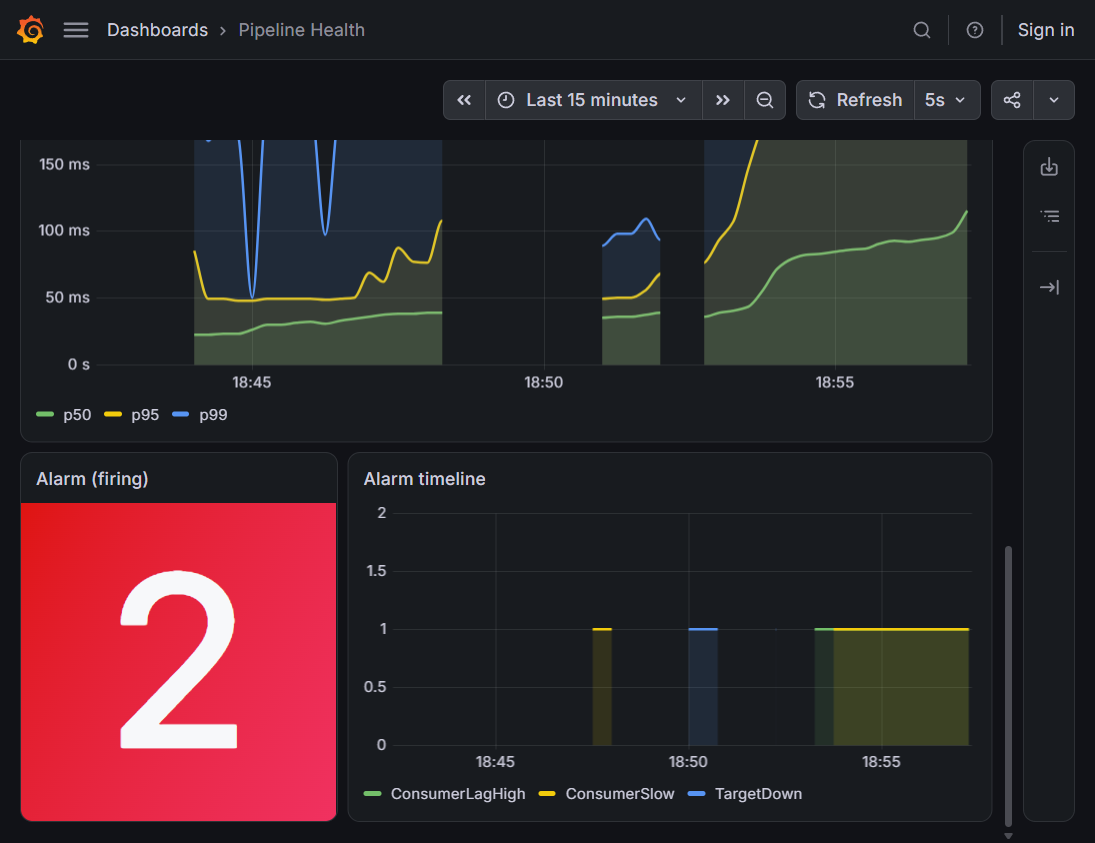 Dashboards › Pipeline Health Sign in
Last 15 minutes Refresh 5s
150 ms
100 ms
50 ms
0 s
18:45 18:50 18:55
p50 p95 p99
Alarm (firing)
2
Alarm timeline
2
1.5
1
0.5
0
18:45 18:50 18:55
ConsumerLagHigh ConsumerSlow TargetDown